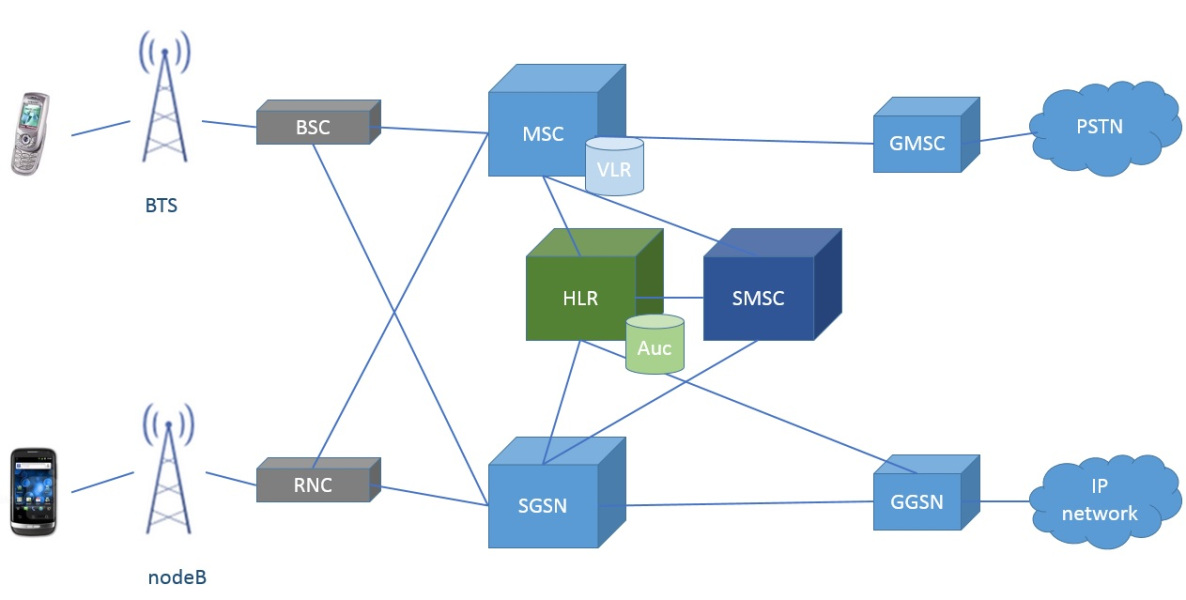 BSC
MSC
GMSC
PSTN
VLR
BTS
HLR
SMSC
Auc
RNC
SGSN
GGSN
IP
network
nodeB